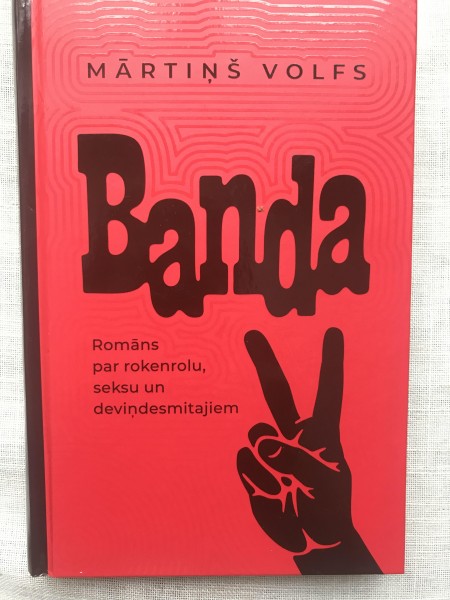 MĀRTIŅŠ VOLFS
Banda
Romāns
par rokenrolu,
seksu un
deviņdesmitajiem